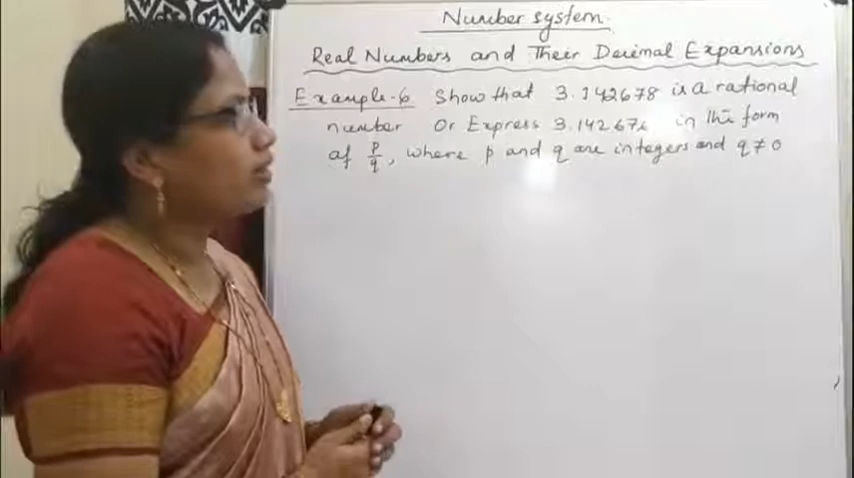 Number system.
Real Numbers and Their Decimal Expansions
Example-6 Show that 3.142678 is a rational
number Or Express 3.142678 in the form
of p/q, where p and q are integers and q ≠ 0